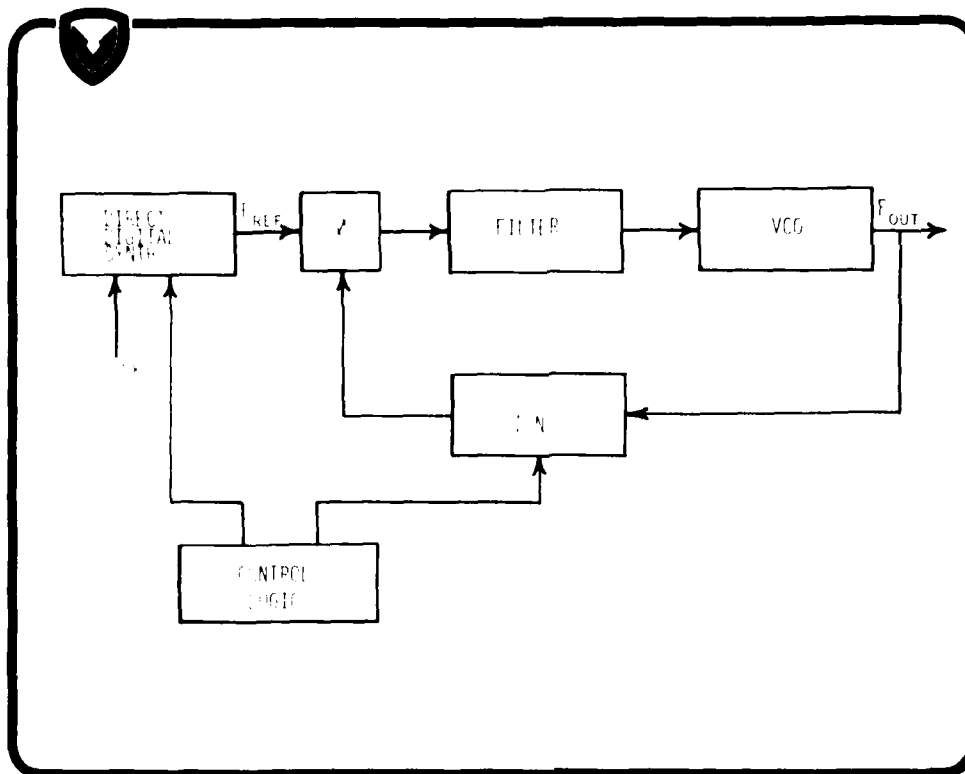 DIRECT
DIGITAL
SYNTH
F REF
FILTER
VCO
F OUT
CONTROL
LOGIC